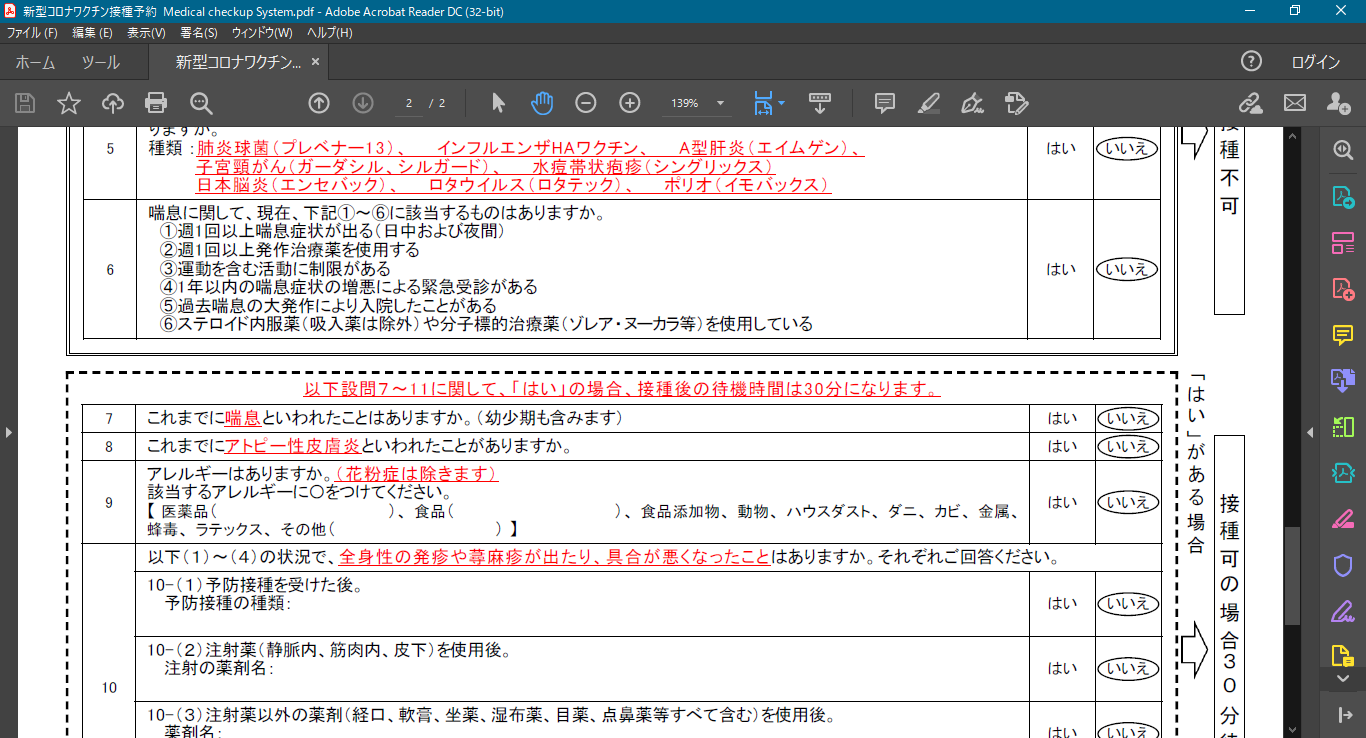 新型コロナワクチン接種予約 Medical checkup System.pdf - Adobe Acrobat Reader DC (32-bit)
ファイル(F) 編集(E) 表示(V) 署名(S) ウィンドウ(W) ヘルプ(H)
ホーム ツール 新型コロナワクチン... × ログイン
2 / 2 139%
りますか。
5 種類：肺炎球菌（プレベナー13）、 インフルエンザHAワクチン、 A型肝炎（エイムゲン）、 はい いいえ
子宮頸がん（ガーダシル、シルガード）、 水痘帯状疱疹（シングリックス）
日本脳炎（エンセバック）、 ロタウイルス（ロタテック）、 ポリオ（イモバックス）
接種不可
喘息に関して、現在、下記①～⑥に該当するものはありますか。
①週1回以上喘息症状が出る（日中および夜間）
②週1回以上発作治療薬を使用する
6 ③運動を含む活動に制限がある はい いいえ
④1年以内の喘息症状の増悪による緊急受診がある
⑤過去喘息の大発作により入院したことがある
⑥ステロイド内服薬（吸入薬は除外）や分子標的治療薬（ゾレア・ヌーカラ等）を使用している
以下設問７～11に関して、「はい」の場合、接種後の待機時間は30分になります。
7 これまでに喘息といわれたことはありますか。（幼少期も含みます） はい いいえ
8 これまでにアトピー性皮膚炎といわれたことがありますか。 はい いいえ
アレルギーはありますか。（花粉症は除きます）
該当するアレルギーに〇をつけてください。
9 【 医薬品（ ）、食品（ ）、食品添加物、動物、ハウスダスト、ダニ、カビ、金属、 はい いいえ
蜂毒、ラテックス、その他（ ） 】
以下（１）～（４）の状況で、全身性の発疹や蕁麻疹が出たり、具合が悪くなったことはありますか。それぞれご回答ください。
10-（１）予防接種を受けた後。
予防接種の種類： はい いいえ
10-（２）注射薬（静脈内、筋肉内、皮下）を使用後。
注射の薬剤名： はい いいえ
10
10-（３）注射薬以外の薬剤（経口、軟膏、坐薬、湿布薬、目薬、点鼻薬等すべて含む）を使用後。
薬剤名： はい いいえ
「はい」がある場合
接種可の場合３０分